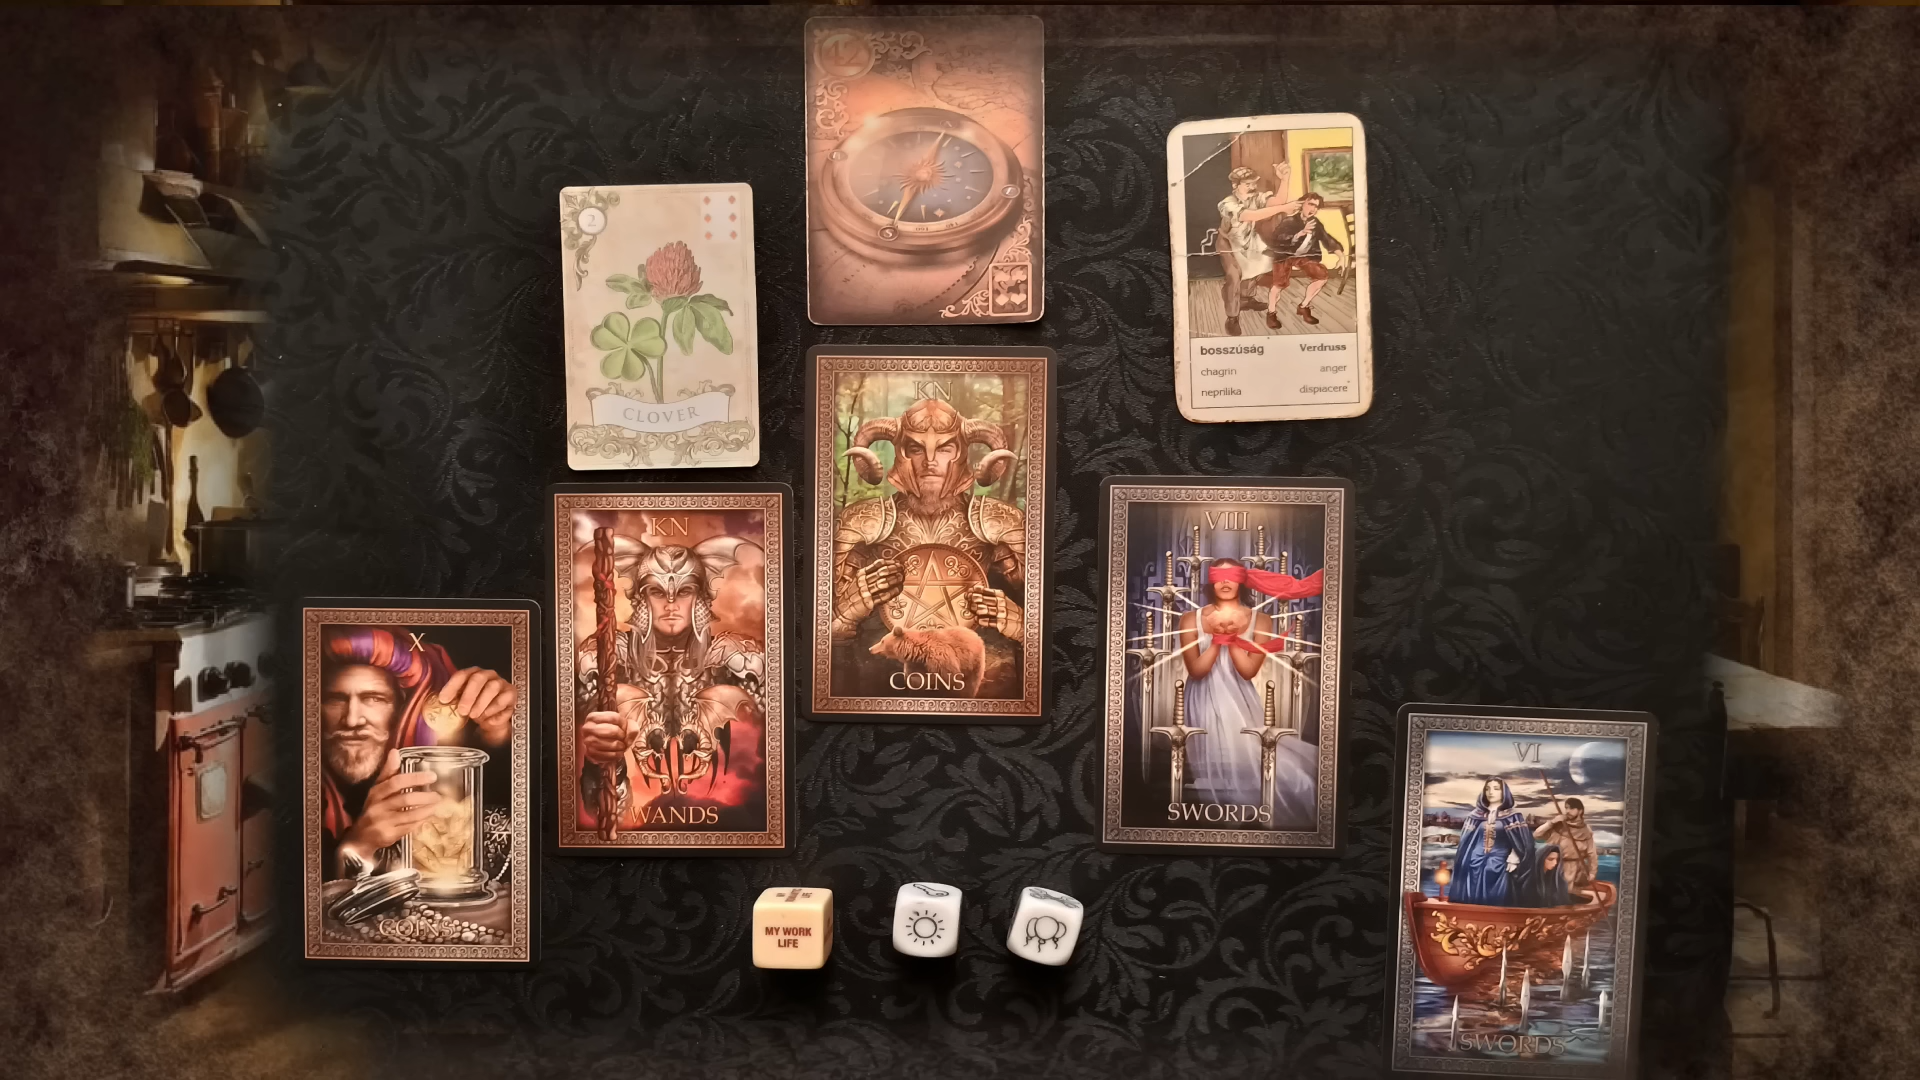 42
2
CLOVER
bosszúság Verdruss
chagrin anger
neprilika dispiacere
KN
COINS
KN
WANDS
VIII
SWORDS
X
COINS
VI
SWORDS
MY WORK
LIFE
S